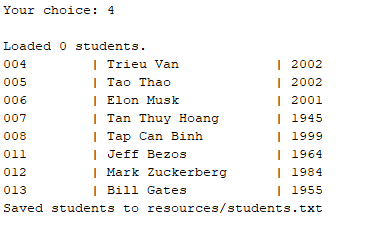 Your choice: 4
Loaded 0 students.
004 | Trieu Van | 2002
005 | Tao Thao | 2002
006 | Elon Musk | 2001
007 | Tan Thuy Hoang | 1945
008 | Tap Can Binh | 1999
011 | Jeff Bezos | 1964
012 | Mark Zuckerberg | 1984
013 | Bill Gates | 1955
Saved students to resources/students.txt